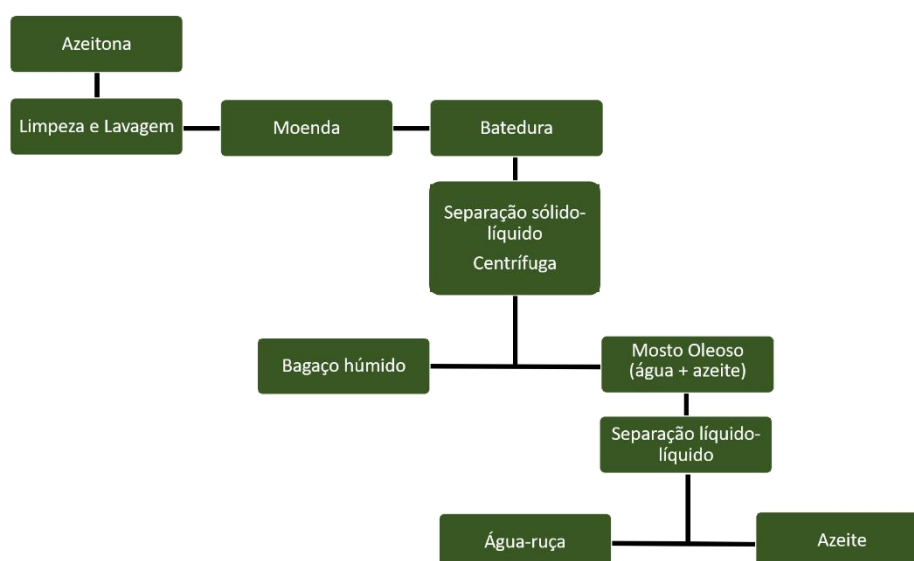 Azeitona
Limpeza e Lavagem
Moenda
Batedura
Separação sólido-
líquido
Centrífuga
Bagaço húmido
Mosto Oleoso
(água + azeite)
Separação líquido-
líquido
Água-ruça
Azeite